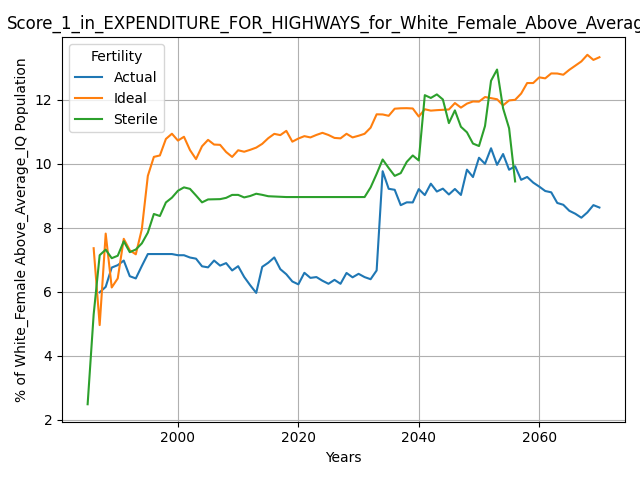 Score_1_in_EXPENDITURE_FOR_HIGHWAYS_for_White_Female_Above_Averag
% of White_Female Above_Average_IQ Population
Fertility
Actual
Ideal
Sterile
12
10
8
6
4
2
2000 2020 2040 2060
Years